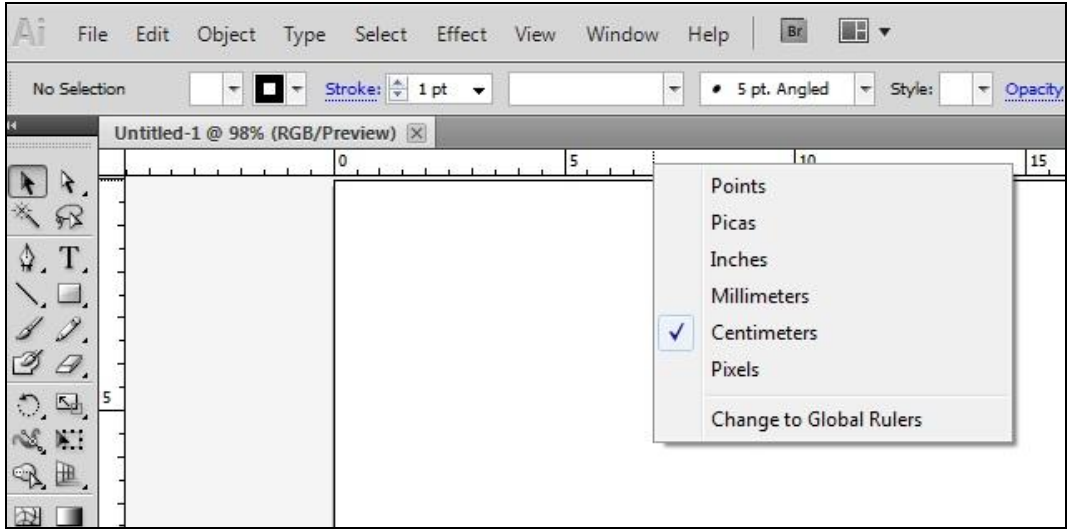 Ai File Edit Object Type Select Effect View Window Help Br
No Selection Stroke: 1 pt 5 pt. Angled Style: Opacity
Untitled-1 @ 98% (RGB/Preview)
0 5 10 15
Points
Picas
Inches
Millimeters
Centimeters
Pixels
5
Change to Global Rulers
T